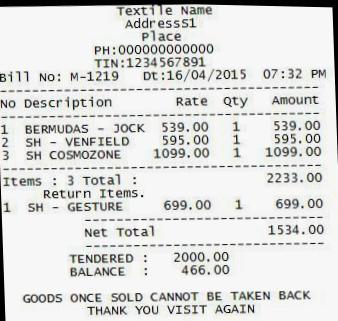 Textile Name
AddressS1
Place
PH:000000000000
TIN:1234567891
Bill No: M-1219 Dt:16/04/2015 07:32 PM
No Description Rate Qty Amount
1 BERMUDAS - JOCK 539.00 1 539.00
2 SH - VENFIELD 595.00 1 595.00
3 SH COSMOZONE 1099.00 1 1099.00
Items : 3 Total : 2233.00
Return Items.
1 SH - GESTURE 699.00 1 699.00
Net Total 1534.00
TENDERED : 2000.00
BALANCE : 466.00
GOODS ONCE SOLD CANNOT BE TAKEN BACK
THANK YOU VISIT AGAIN